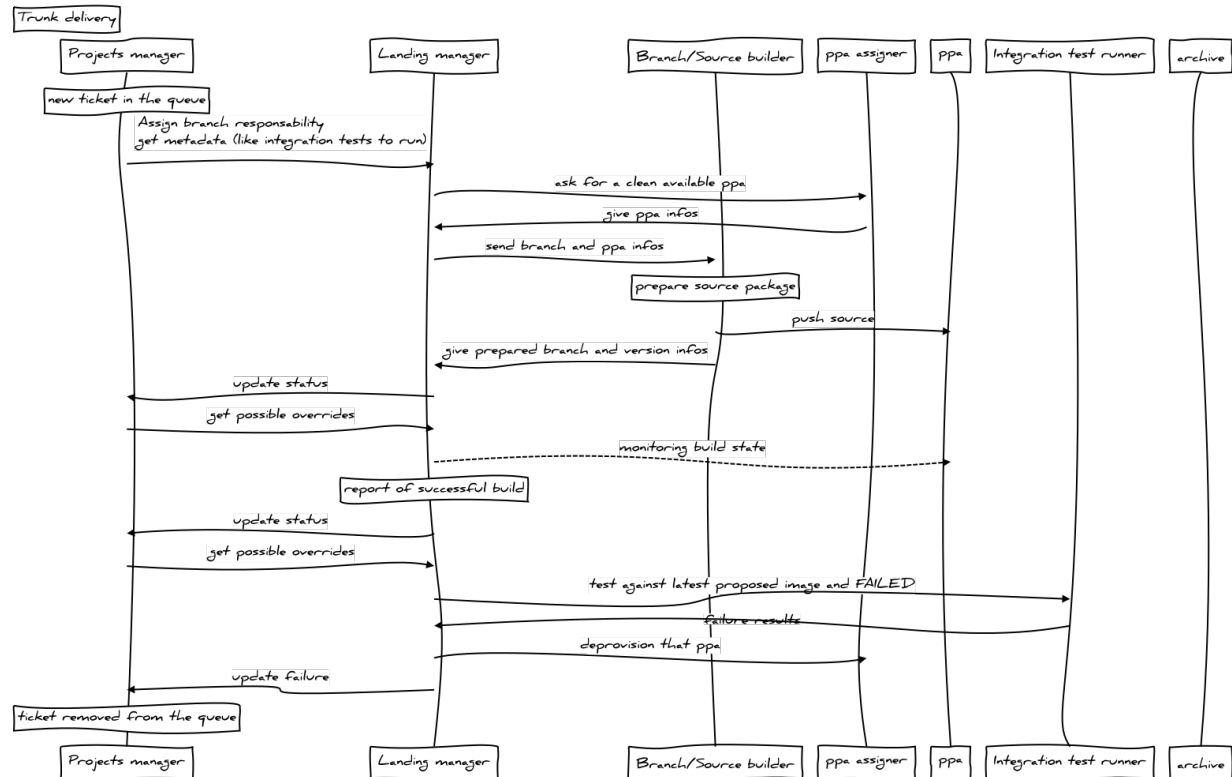 Trunk delivery
Projects manager
Landing manager
Branch/Source builder
ppa assigner
ppa
Integration test runner
archive
new ticket in the queue
Assign branch responsability
get metadata (like integration tests to run)
ask for a clean available ppa
give ppa infos
send branch and ppa infos
prepare source package
push source
give prepared branch and version infos
update status
get possible overrides
monitoring build state
report of successful build
update status
get possible overrides
test against latest proposed image and FAILED
failure results
deprovision that ppa
update failure
ticket removed from the queue
Projects manager
Landing manager
Branch/Source builder
ppa assigner
ppa
Integration test runner
archive